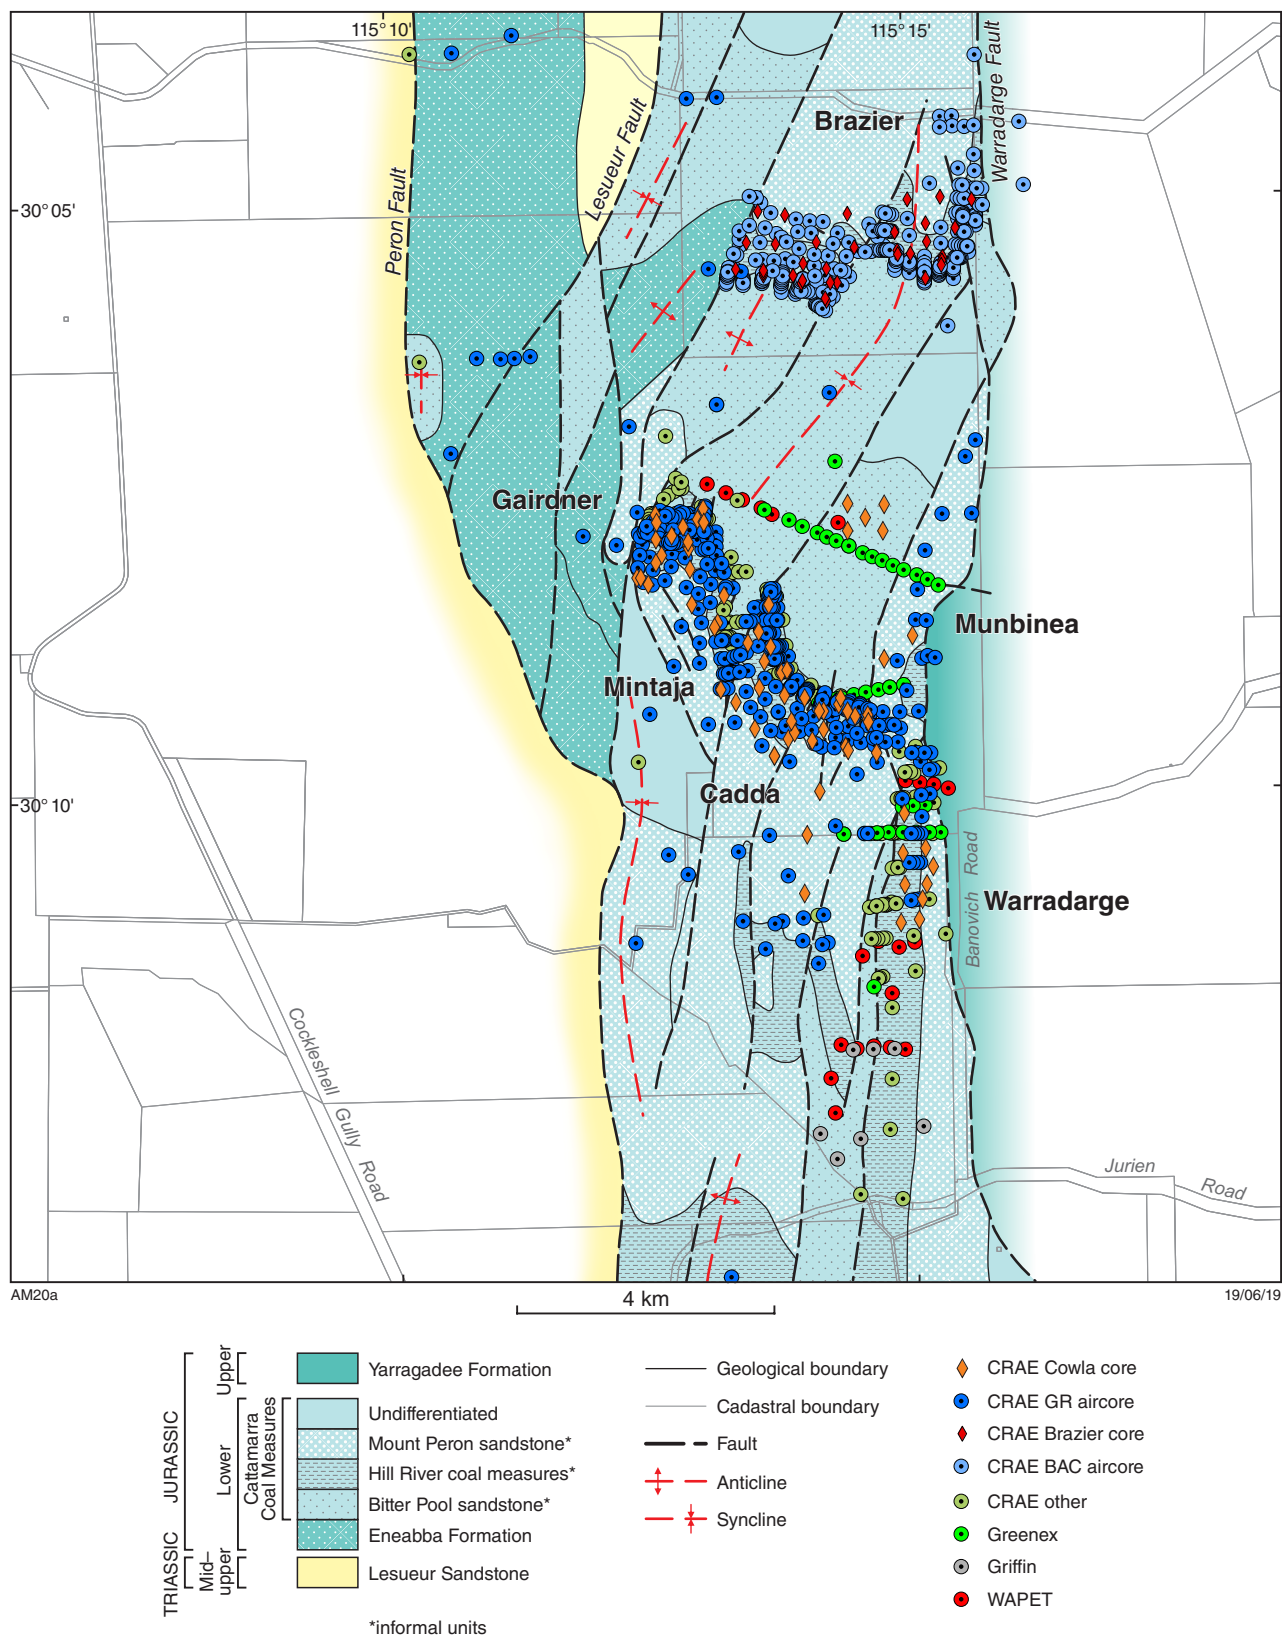 115° 10'
115° 15'
Warradarge Fault
Brazier
Lesueur Fault
Peron Fault
30° 05'
Gairdner
Munbinea
Mintaja
Cadda
30° 10'
Banovich Road
Warradarge
Cockleshell Gully Road
Jurien Road
AM20a
4 km
19/06/19
JURASSIC
TRIASSIC
Upper
Lower
Mid–
upper
Cattamarra
Coal Measures
Yarragadee Formation
Undifferentiated
Mount Peron sandstone*
Hill River coal measures*
Bitter Pool sandstone*
Eneabba Formation
Lesueur Sandstone
*informal units
Geological boundary
Cadastral boundary
Fault
Anticline
Syncline
CRAE Cowla core
CRAE GR aircore
CRAE Brazier core
CRAE BAC aircore
CRAE other
Greenex
Griffin
WAPET